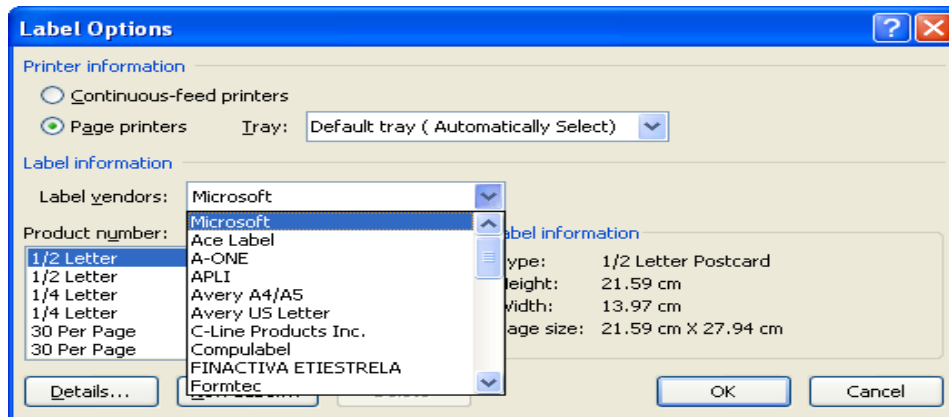 Label Options
Printer information
Continuous-feed printers
Page printers Tray: Default tray ( Automatically Select)
Label information
Label vendors: Microsoft
Microsoft
Ace Label
A-ONE
APLI
Avery A4/A5
Avery US Letter
C-Line Products Inc.
Compulabel
FINACTIVA ETIESTRELA
Formtec
Product number:
1/2 Letter
1/2 Letter
1/4 Letter
1/4 Letter
30 Per Page
30 Per Page
abel information
ype: 1/2 Letter Postcard
eight: 21.59 cm
idth: 13.97 cm
age size: 21.59 cm X 27.94 cm
Details... OK Cancel